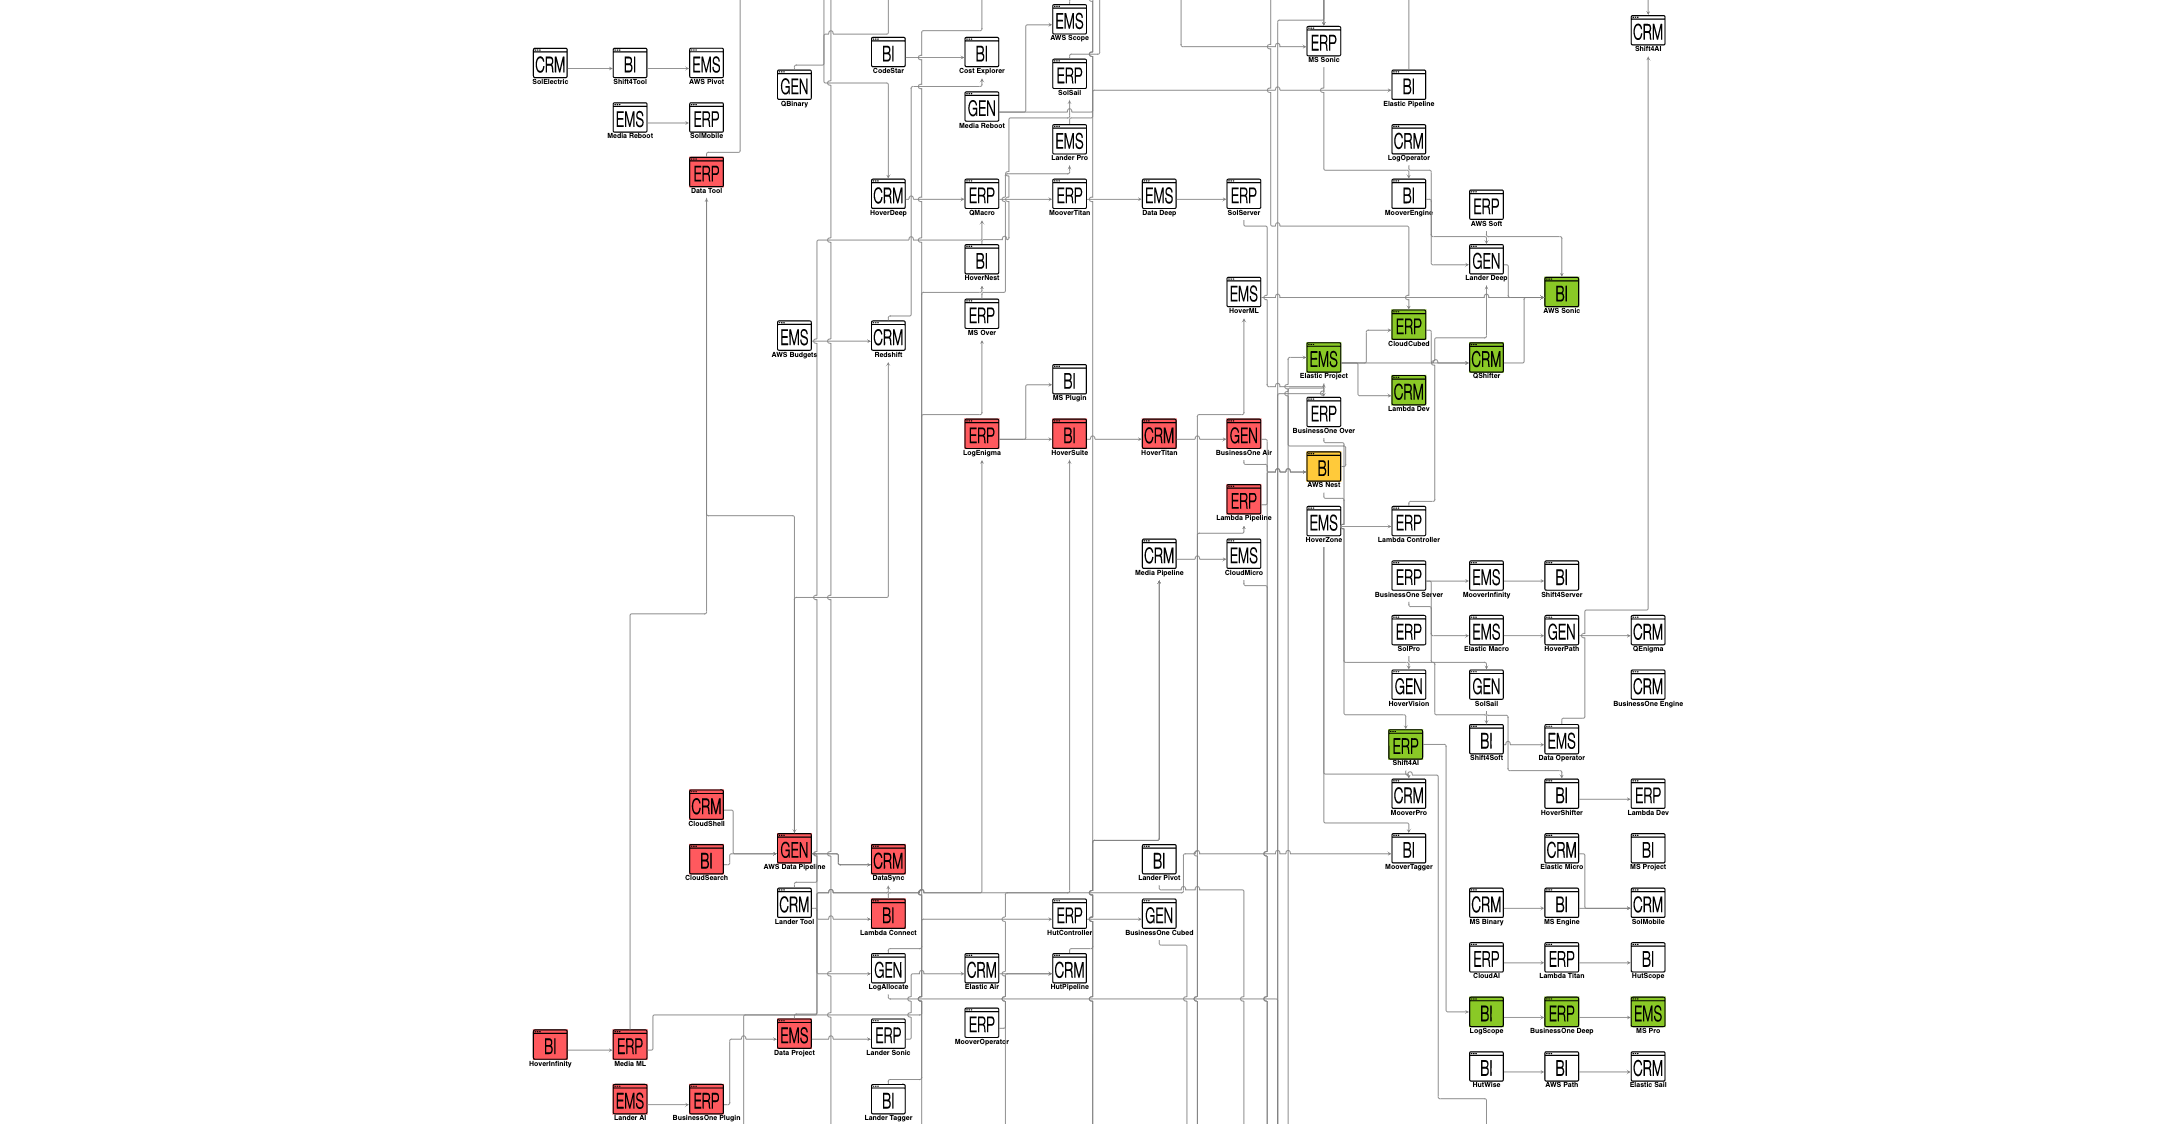 CRM
SolElectric
BI
Shift4Tool
EMS
AWS Pivot
EMS
Media Reboot
ERP
SolMobile
ERP
Data Tool
GEN
QBinary
BI
CodeStar
BI
Cost Explorer
EMS
AWS Scope
ERP
SolSail
GEN
Media Reboot
EMS
Lander Pro
ERP
MS Sonic
BI
Elastic Pipeline
CRM
Shift4AI
CRM
LogOperator
CRM
HoverDeep
ERP
QMacro
ERP
MooverTitan
EMS
Data Deep
ERP
SolServer
BI
MooverEngine
ERP
AWS Soft
BI
HoverNest
GEN
Lander Deep
EMS
HoverML
BI
AWS Sonic
ERP
MS Over
EMS
AWS Budgets
CRM
Redshift
ERP
CloudCubed
EMS
Elastic Project
CRM
QShifter
BI
MS Plugin
CRM
Lambda Dev
ERP
BusinessOne Over
ERP
LogEnigma
BI
HoverSuite
CRM
HoverTitan
GEN
BusinessOne Air
BI
AWS Nest
ERP
Lambda Pipeline
EMS
HoverZone
ERP
Lambda Controller
CRM
Media Pipeline
EMS
CloudMicro
ERP
BusinessOne Server
EMS
MooverInfinity
BI
Shift4Server
ERP
SolPro
EMS
Elastic Macro
GEN
HoverPath
CRM
QEnigma
GEN
HoverVision
GEN
SolSail
CRM
BusinessOne Engine
ERP
Shift4AI
BI
Shift4Soft
EMS
Data Operator
CRM
MooverPro
BI
HoverShifter
ERP
Lambda Dev
CRM
CloudShell
BI
CloudSearch
GEN
AWS Data Pipeline
CRM
DataSync
BI
Lander Pivot
BI
MooverTagger
CRM
Elastic Micro
BI
MS Project
CRM
Lander Tool
BI
Lambda Connect
ERP
HutController
GEN
BusinessOne Cubed
CRM
MS Binary
BI
MS Engine
CRM
SolMobile
GEN
LogAllocate
CRM
Elastic Air
CRM
HutPipeline
ERP
CloudAI
ERP
Lambda Titan
BI
HutScope
BI
HoverInfinity
ERP
Media ML
EMS
Data Project
ERP
Lander Sonic
ERP
MooverOperator
BI
LogScope
ERP
BusinessOne Deep
EMS
MS Pro
EMS
Lander AI
ERP
BusinessOne Plugin
BI
Lander Tagger
BI
HutWise
BI
AWS Path
CRM
Elastic Sail